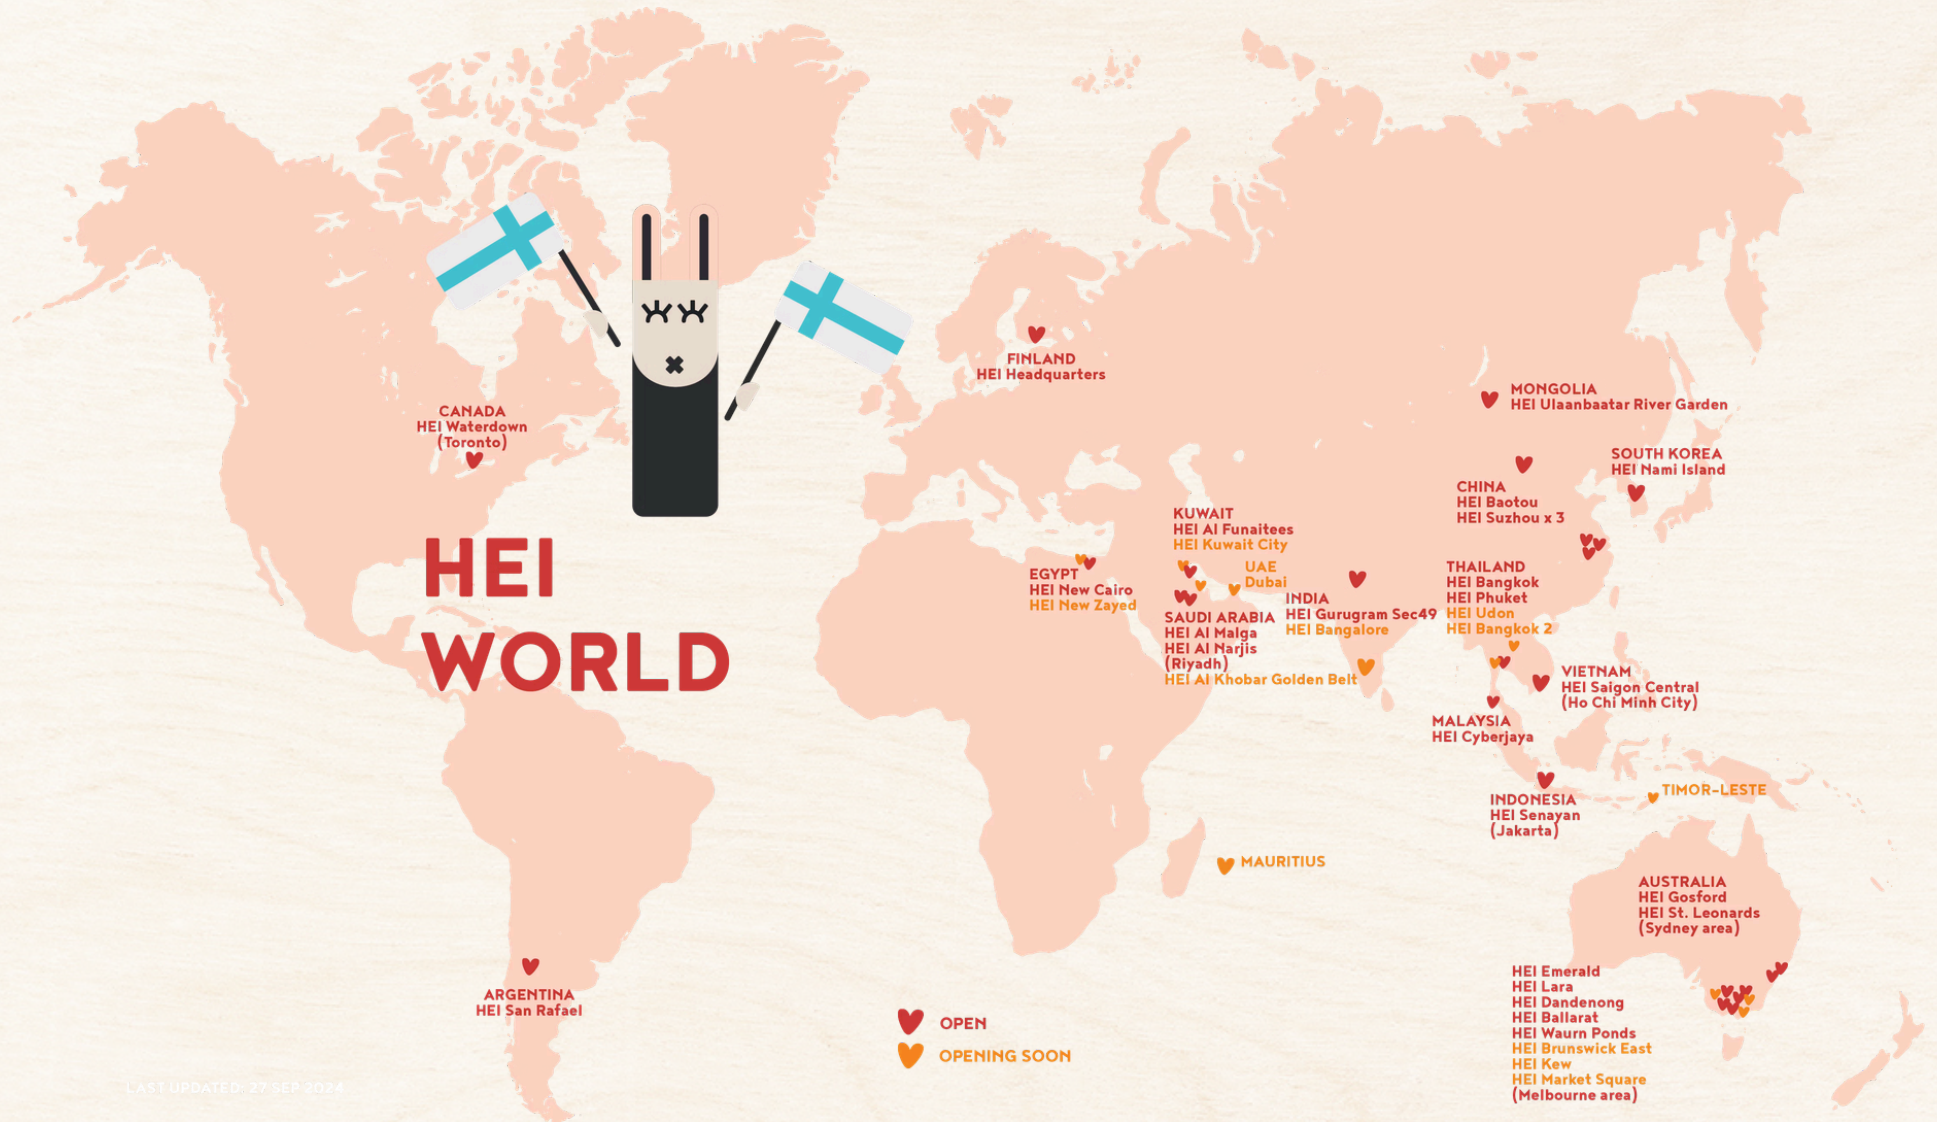 HEI
WORLD
CANADA
HEI Waterdown
(Toronto)
ARGENTINA
HEI San Rafael
FINLAND
HEI Headquarters
EGYPT
HEI New Cairo
HEI New Zayed
KUWAIT
HEI Al Funaitees
HEI Kuwait City
UAE
Dubai
SAUDI ARABIA
HEI Al Malga
HEI Al Narjis
(Riyadh)
HEI Al Khobar Golden Belt
INDIA
HEI Gurugram Sec49
HEI Bangalore
MONGOLIA
HEI Ulaanbaatar River Garden
SOUTH KOREA
HEI Nami Island
CHINA
HEI Baotou
HEI Suzhou x 3
THAILAND
HEI Bangkok
HEI Phuket
HEI Udon
HEI Bangkok 2
VIETNAM
HEI Saigon Central
(Ho Chi Minh City)
MALAYSIA
HEI Cyberjaya
INDONESIA
HEI Senayan
(Jakarta)
TIMOR-LESTE
MAURITIUS
AUSTRALIA
HEI Gosford
HEI St. Leonards
(Sydney area)
HEI Emerald
HEI Lara
HEI Dandenong
HEI Ballarat
HEI Waurn Ponds
HEI Brunswick East
HEI Kew
HEI Market Square
(Melbourne area)
OPEN
OPENING SOON
LAST UPDATED: 27 SEP 2024